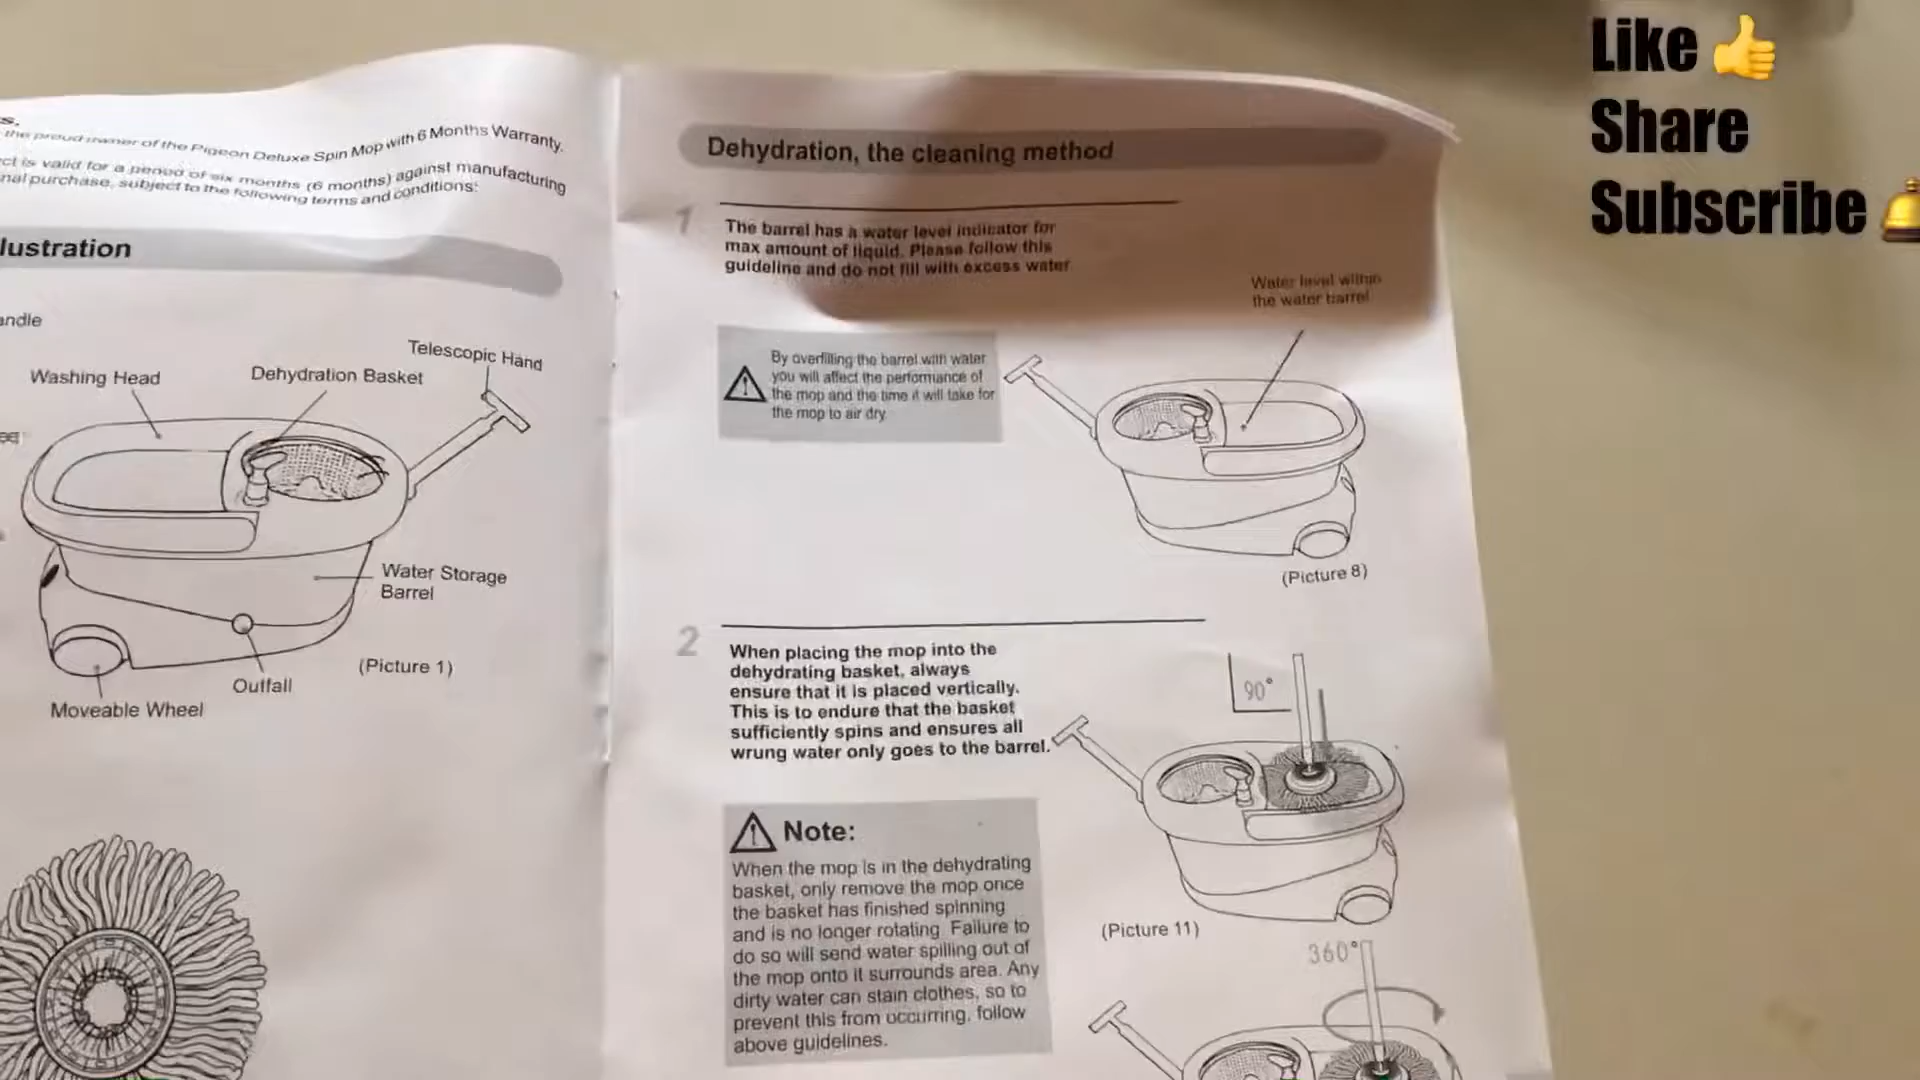 s.
the proud owner of the Pigeon Deluxe Spin Mop with 6 Months Warranty.
ct is valid for a period of six months (6 months) against manufacturing
nal purchase, subject to the following terms and conditions:
lustration
andle
Telescopic Hand
Washing Head
Dehydration Basket
Water Storage
Barrel
(Picture 1)
Outfall
Moveable Wheel
Dehydration, the cleaning method
1
The barrel has a water level indicator for
max amount of liquid. Please follow this
guideline and do not fill with excess water
Water level within
the water barrel
By overfilling the barrel with water
you will affect the performance of
the mop and the time it will take for
the mop to air dry
(Picture 8)
2
When placing the mop into the
dehydrating basket, always
ensure that it is placed vertically.
This is to endure that the basket
sufficiently spins and ensures all
wrung water only goes to the barrel.
90°
Note:
When the mop is in the dehydrating
basket, only remove the mop once
the basket has finished spinning
and is no longer rotating. Failure to
do so will send water spilling out of
the mop onto it surrounds area. Any
dirty water can stain clothes, so to
prevent this from occurring, follow
above guidelines.
(Picture 11)
360°
Like 👍
Share
Subscribe 🛎